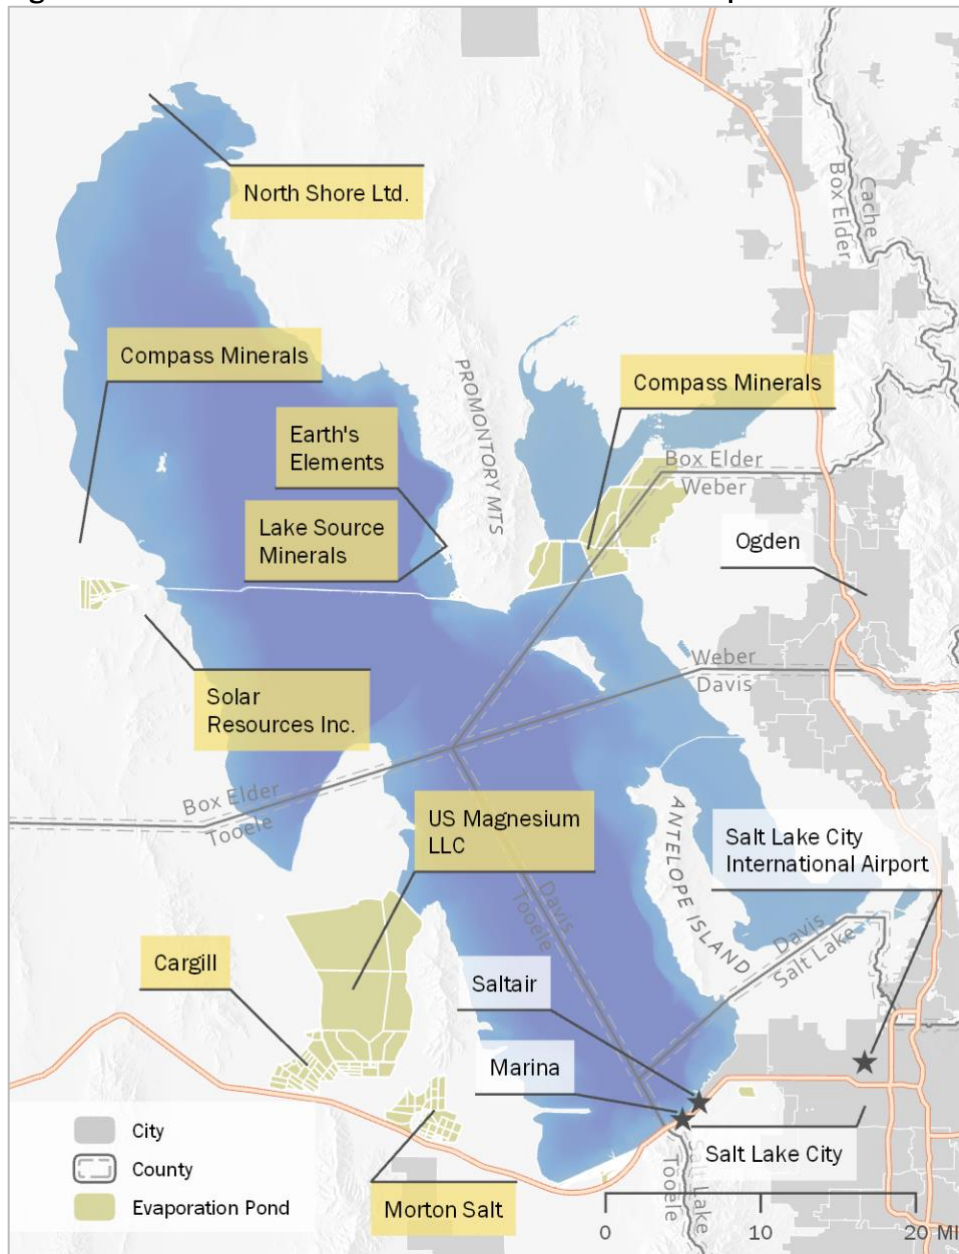 North Shore Ltd.
Box Elder
Cache
Compass Minerals
PROMONTORY MTS
Compass Minerals
Earth's
Elements
Box Elder
Weber
Lake Source
Minerals
Ogden
Weber
Davis
Solar
Resources Inc.
Box Elder
Tooele
US Magnesium
LLC
ANTELOPE ISLAND
Salt Lake City
International Airport
Davis
Tooele
Davis
Salt Lake
Cargill
Saltair
Marina
City
County
Evaporation Pond
Salt Lake City
Salt Lake
Tooele
Morton Salt
0
10
20 MI